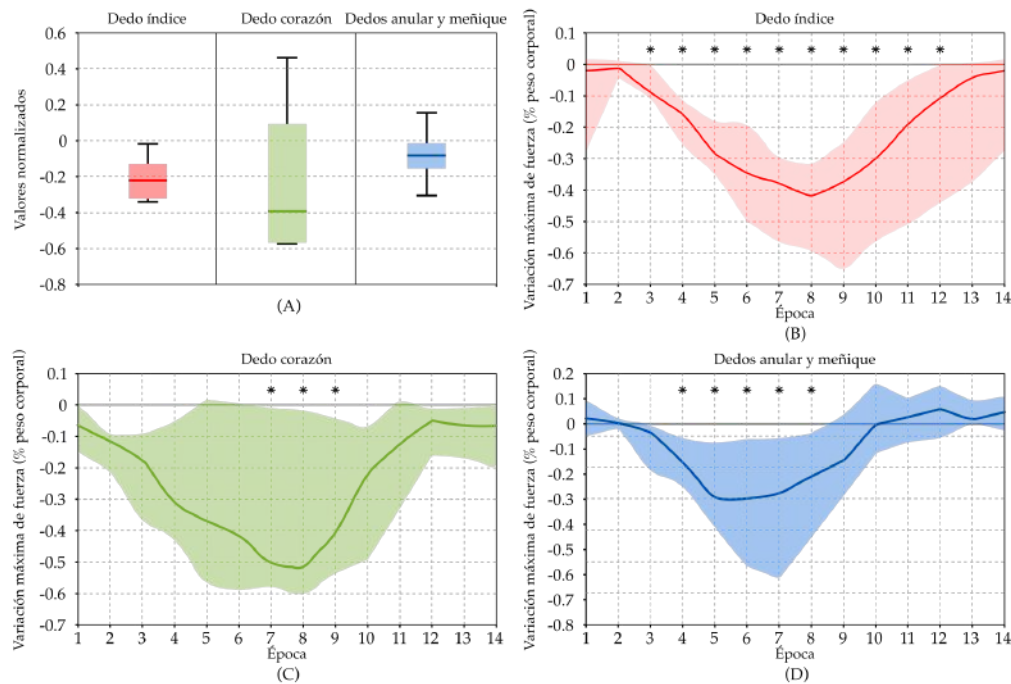 Dedo índice Dedo corazón Dedos anular y meñique
Valores normalizados
0.6
0.4
0.2
0
-0.2
-0.4
-0.6
-0.8
(A)
Dedo índice
Variación máxima de fuerza (% peso corporal)
0.1
0
-0.1
-0.2
-0.3
-0.4
-0.5
-0.6
-0.7
* * * * * * * * * *
1 2 3 4 5 6 7 8 9 10 11 12 13 14
Época
(B)
Dedo corazón
Variación máxima de fuerza (% peso corporal)
0.1
0
-0.1
-0.2
-0.3
-0.4
-0.5
-0.6
-0.7
* * *
1 2 3 4 5 6 7 8 9 10 11 12 13 14
Época
(C)
Dedos anular y meñique
Variación máxima de fuerza (% peso corporal)
0.2
0.1
0
-0.1
-0.2
-0.3
-0.4
-0.5
-0.6
-0.7
-0.8
* * * * *
1 2 3 4 5 6 7 8 9 10 11 12 13 14
Época
(D)